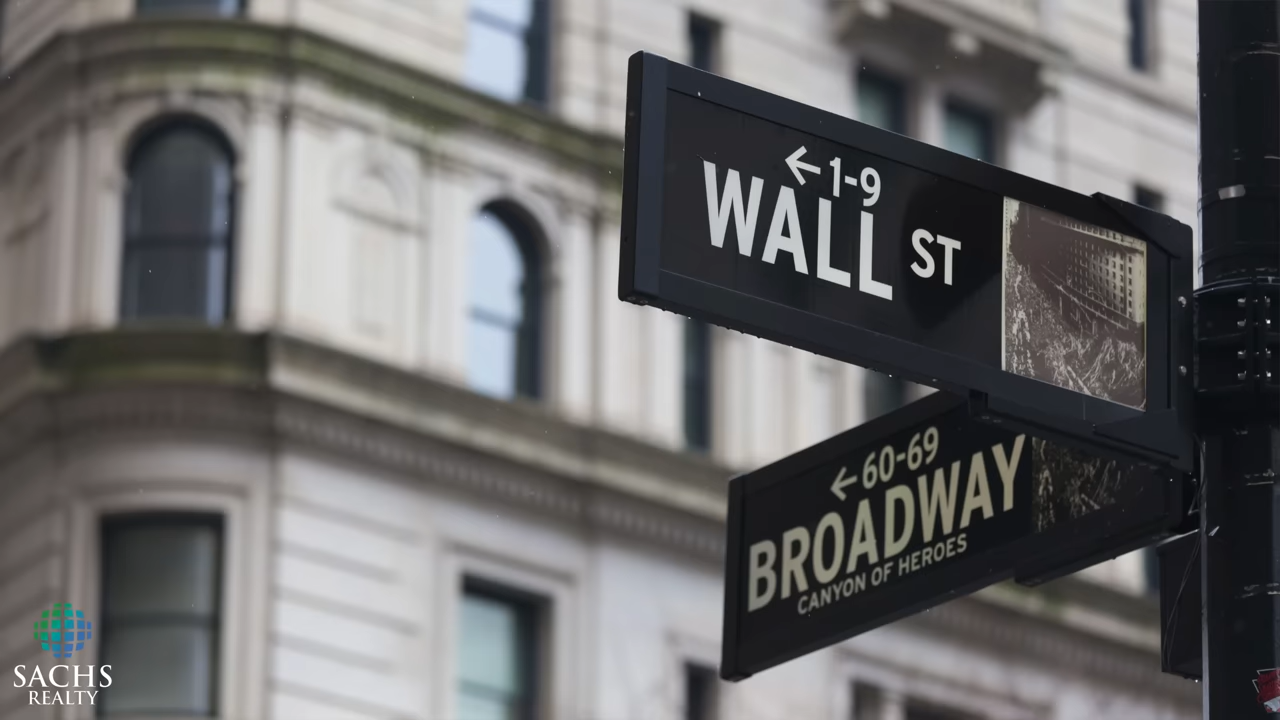 ← 1-9
WALL ST
← 60-69
BROADWAY
CANYON OF HEROES
SACHS
REALTY